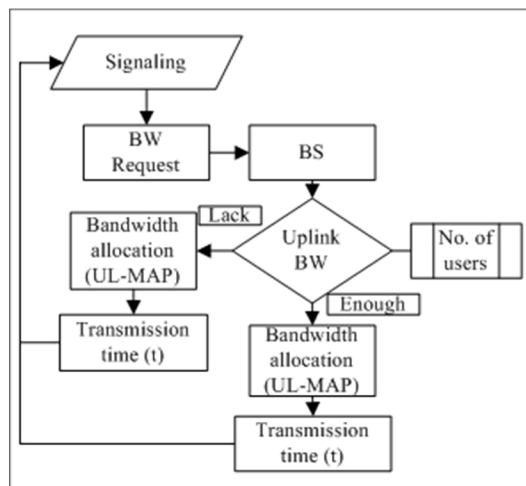 Signaling
BW
Request
BS
Lack
Uplink
BW
No. of
users
Bandwidth
allocation
(UL-MAP)
Transmission
time (t)
Enough
Bandwidth
allocation
(UL-MAP)
Transmission
time (t)